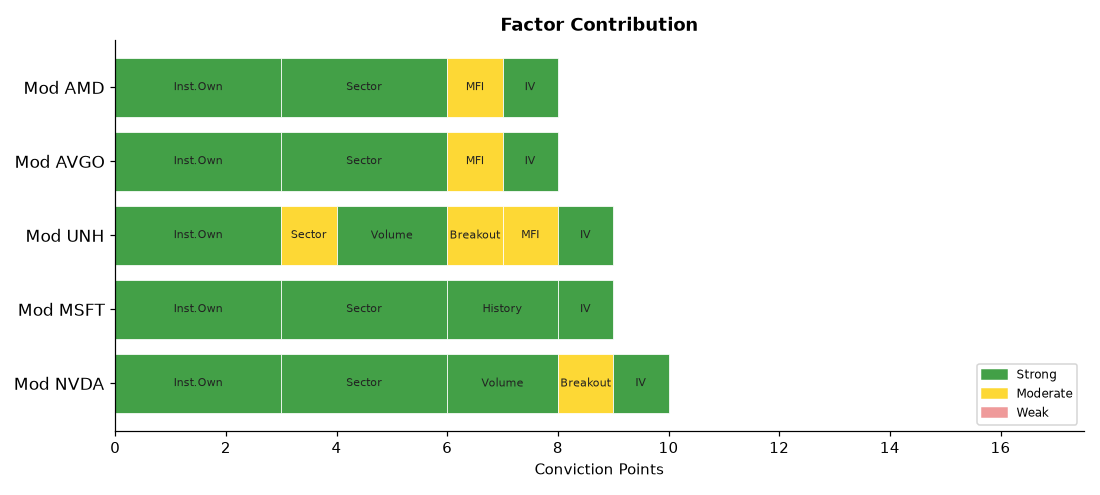 Factor Contribution
Mod AMD Inst.Own Sector MFI IV
Mod AVGO Inst.Own Sector MFI IV
Mod UNH Inst.Own Sector Volume Breakout MFI IV
Mod MSFT Inst.Own Sector History IV
Mod NVDA Inst.Own Sector Volume Breakout IV
Strong
Moderate
Weak
0 2 4 6 8 10 12 14 16
Conviction Points